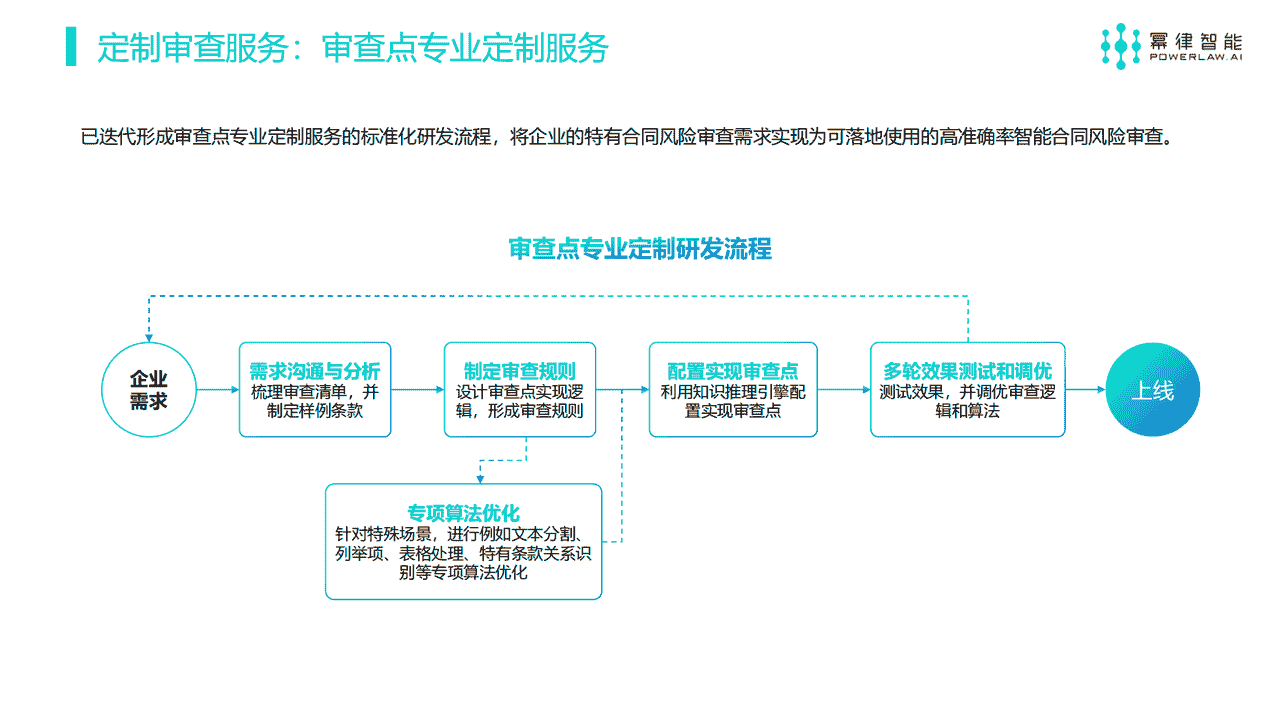 定制审查服务：审查点专业定制服务
幂律智能
POWERLAW.AI
已迭代形成审查点专业定制服务的标准化研发流程，将企业的特有合同风险审查需求实现为可落地使用的高准确率智能合同风险审查。
审查点专业定制研发流程
企业
需求
需求沟通与分析
梳理审查清单，并
制定样例条款
制定审查规则
设计审查点实现逻
辑，形成审查规则
配置实现审查点
利用知识推理引擎配
置实现审查点
多轮效果测试和调优
测试效果，并调优审查逻
辑和算法
上线
专项算法优化
针对特殊场景，进行例如文本分割、
列举项、表格处理、特有条款关系识
别等专项算法优化